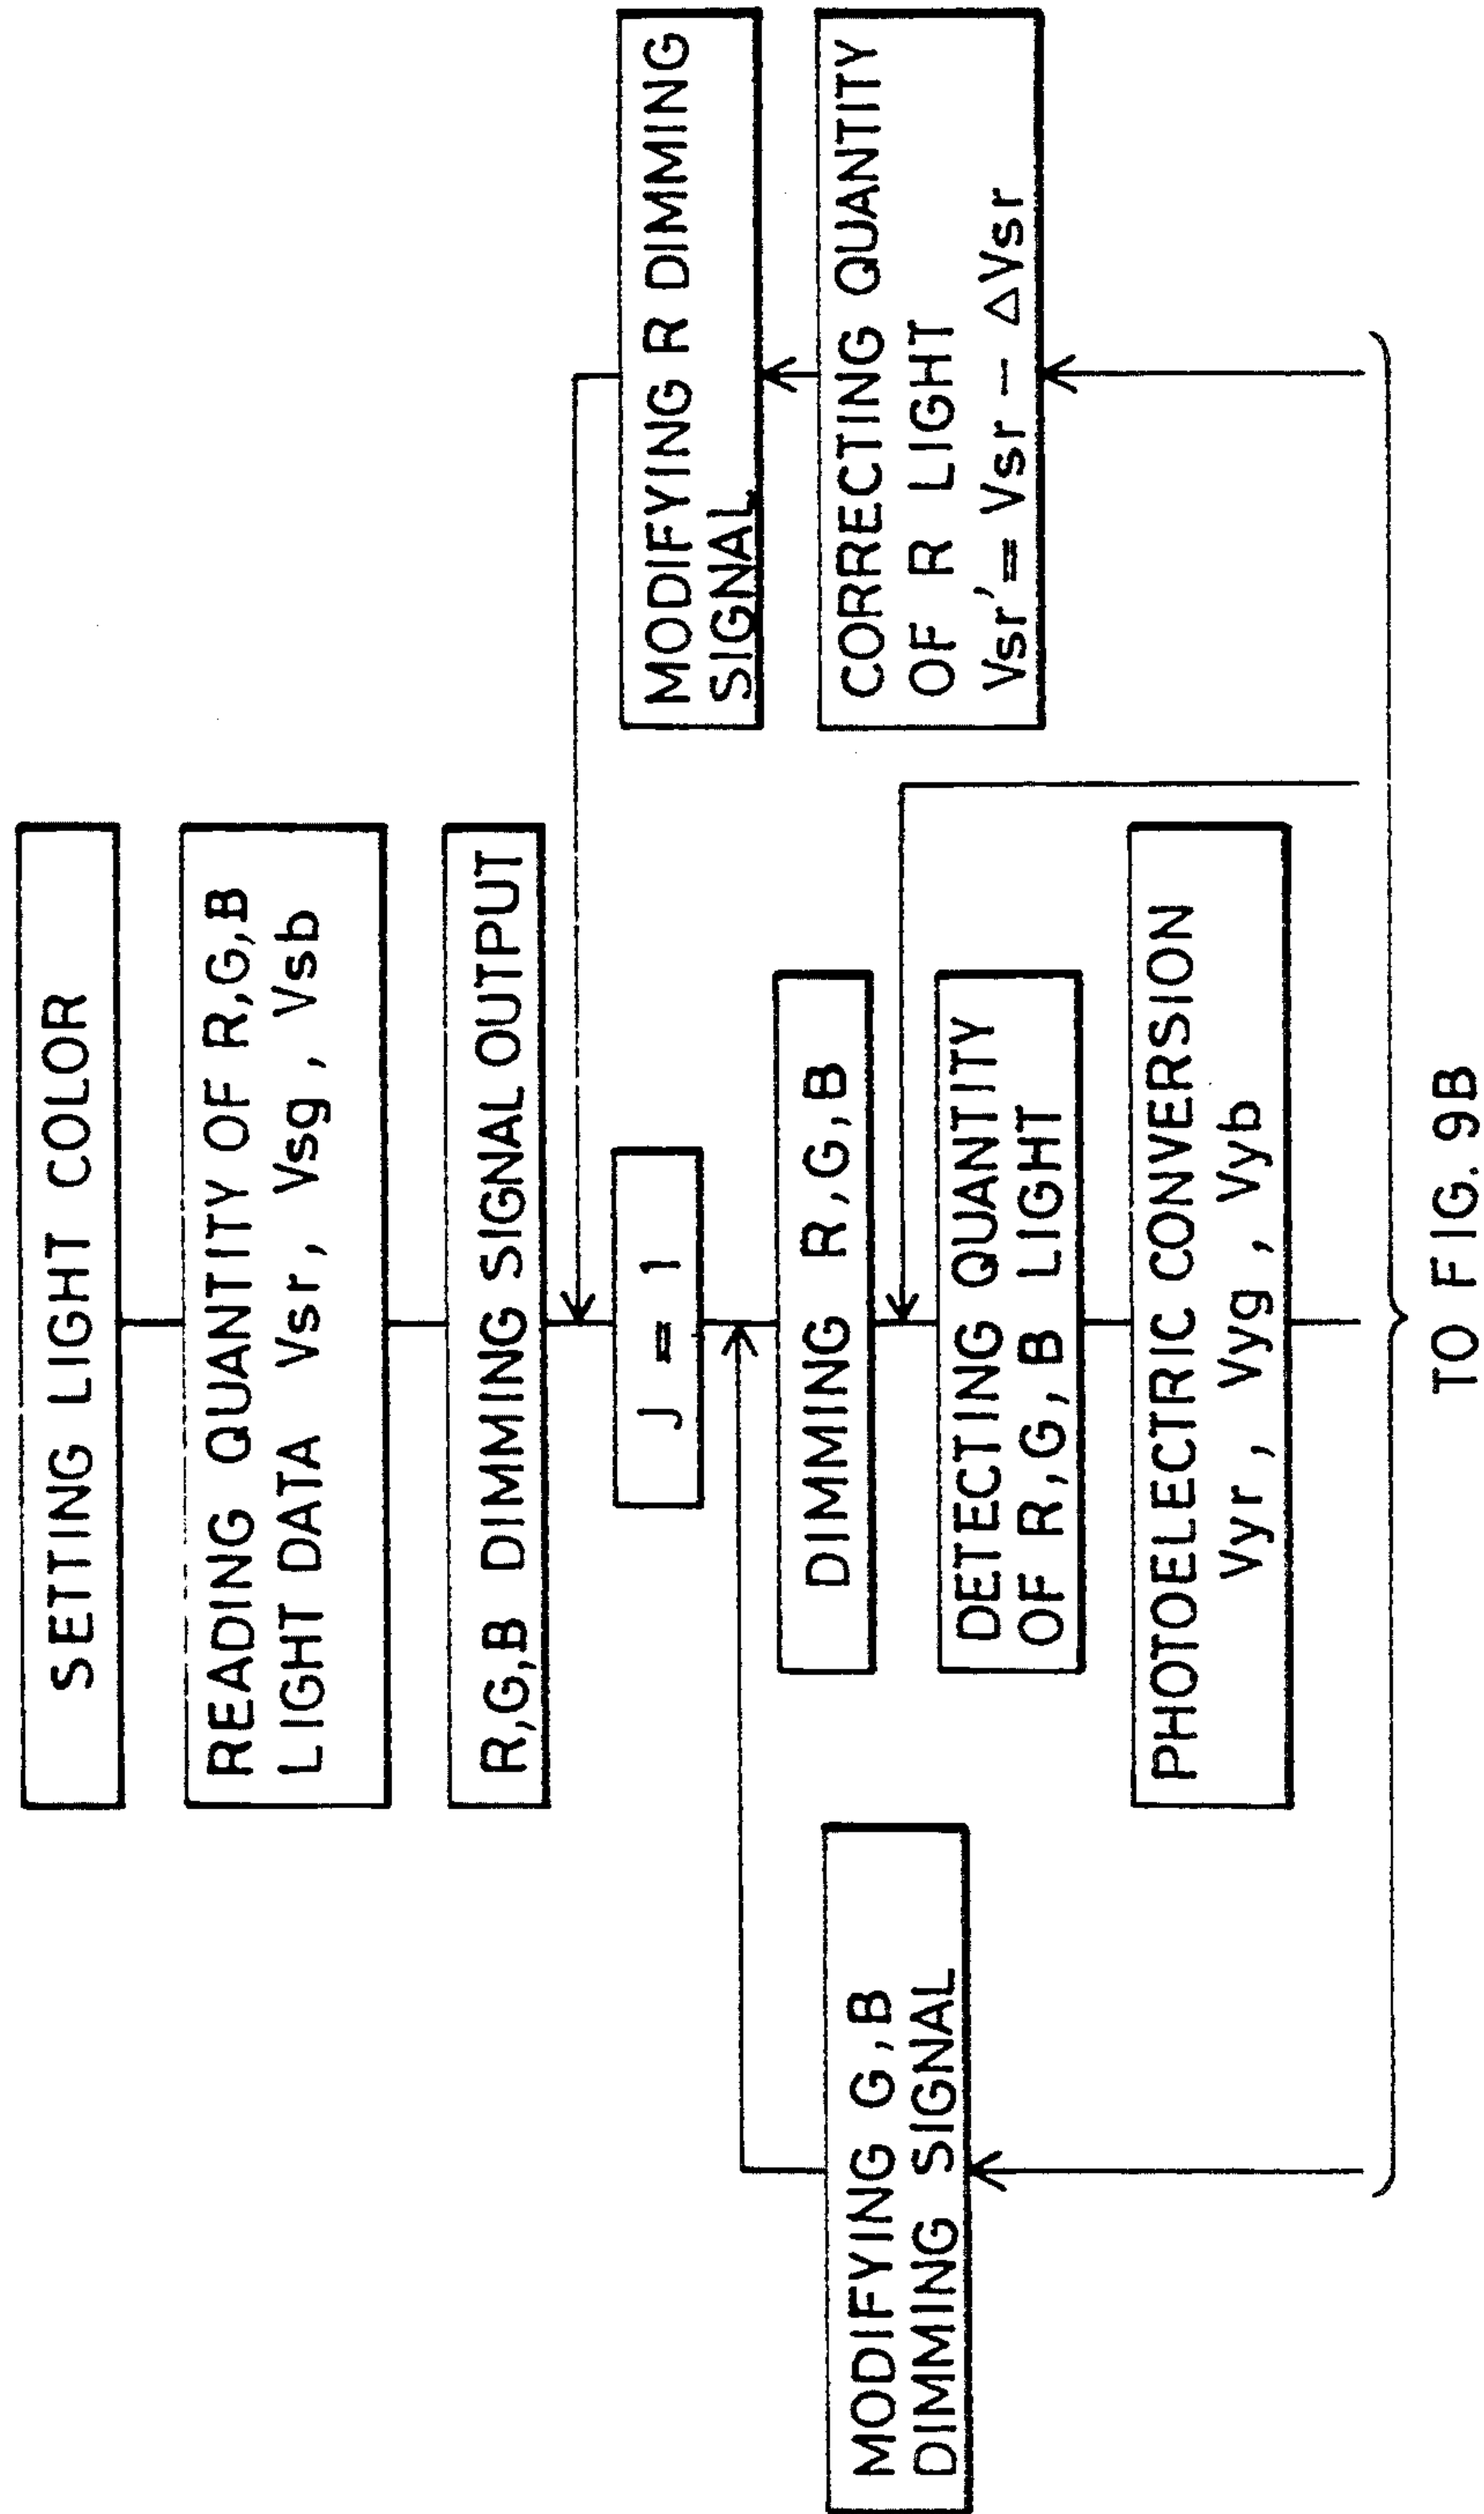 SETTING LIGHT COLOR
READING QUANTITY OF R,G,B
LIGHT DATA Vsr, Vsg, Vsb
R,G,B DIMMING SIGNAL OUTPUT
J = 1
DIMMING R,G,B
DETECTING QUANTITY
OF R,G,B LIGHT
PHOTOELECTRIC CONVERSION
Vyr, Vyg, Vyb
MODIFYING G,B
DIMMING SIGNAL
MODIFYING R DIMMING
SIGNAL
CORRECTING QUANTITY
OF R LIGHT
Vsr' = Vsr - △Vsr
TO FIG. 9B